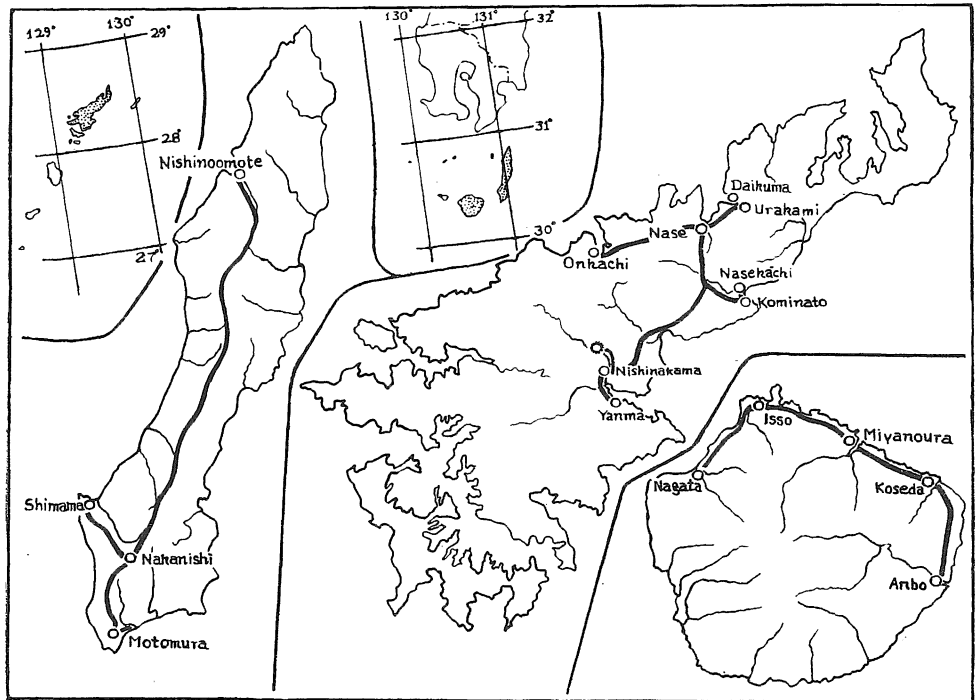 129°
130°
29°
28°
27°
130°
131°
32°
31°
30°
Nishinoomote
Shimama
Nakanishi
Motomura
Daikuma
Urakami
Nase
Onkachi
Nasekachi
Kominato
Nishinakama
Yanma
Isso
Miyanoura
Nagata
Koseda
Anbo